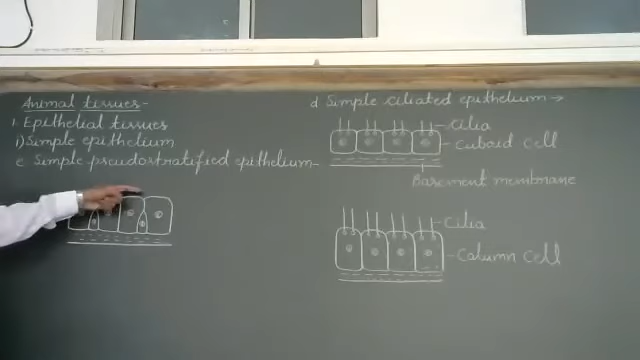 Animal tissues-
1. Epithelial tissues
i) Simple epithelium
e Simple pseudostratified epithelium-
d Simple ciliated epithelium→
Cilia
Cuboid cell
Basement membrane
Cilia
Column cell